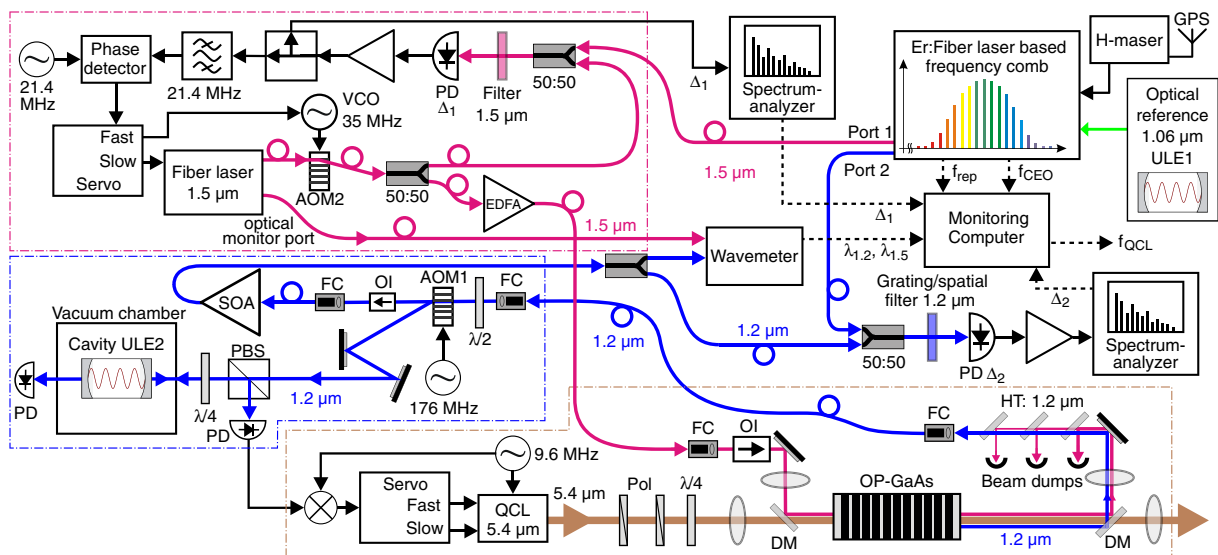 21.4
MHz
Phase
detector
21.4 MHz
PD
Δ1
Filter
1.5 µm
50:50
Δ1
Spectrum-
analyzer
Er:Fiber laser based
frequency comb
H-maser
GPS
Optical
reference
1.06 µm
ULE1
Port 1
Port 2
1.5 µm
frep
fCEO
Fast
Slow
Servo
VCO
35 MHz
Fiber laser
1.5 µm
AOM2
50:50
EDFA
optical
monitor port
1.5 µm
Wavemeter
Δ1
λ1.2, λ1.5
Monitoring
Computer
fQCL
Δ2
Grating/spatial
filter 1.2 µm
50:50
PD Δ2
Spectrum-
analyzer
SOA
FC
OI
AOM1
λ/2
FC
1.2 µm
1.2 µm
Vacuum chamber
Cavity ULE2
PD
λ/4
PBS
PD
1.2 µm
176 MHz
9.6 MHz
Servo
Fast
Slow
QCL
5.4 µm
5.4 µm
Pol
λ/4
FC
OI
DM
OP-GaAs
FC
HT: 1.2 µm
Beam dumps
1.2 µm
DM